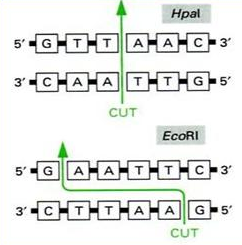 HpaI
5' G T T A A C 3'
3' C A A T T G 5'
CUT
EcoRI
5' G A A T T C 3'
3' C T T A A G 5'
CUT